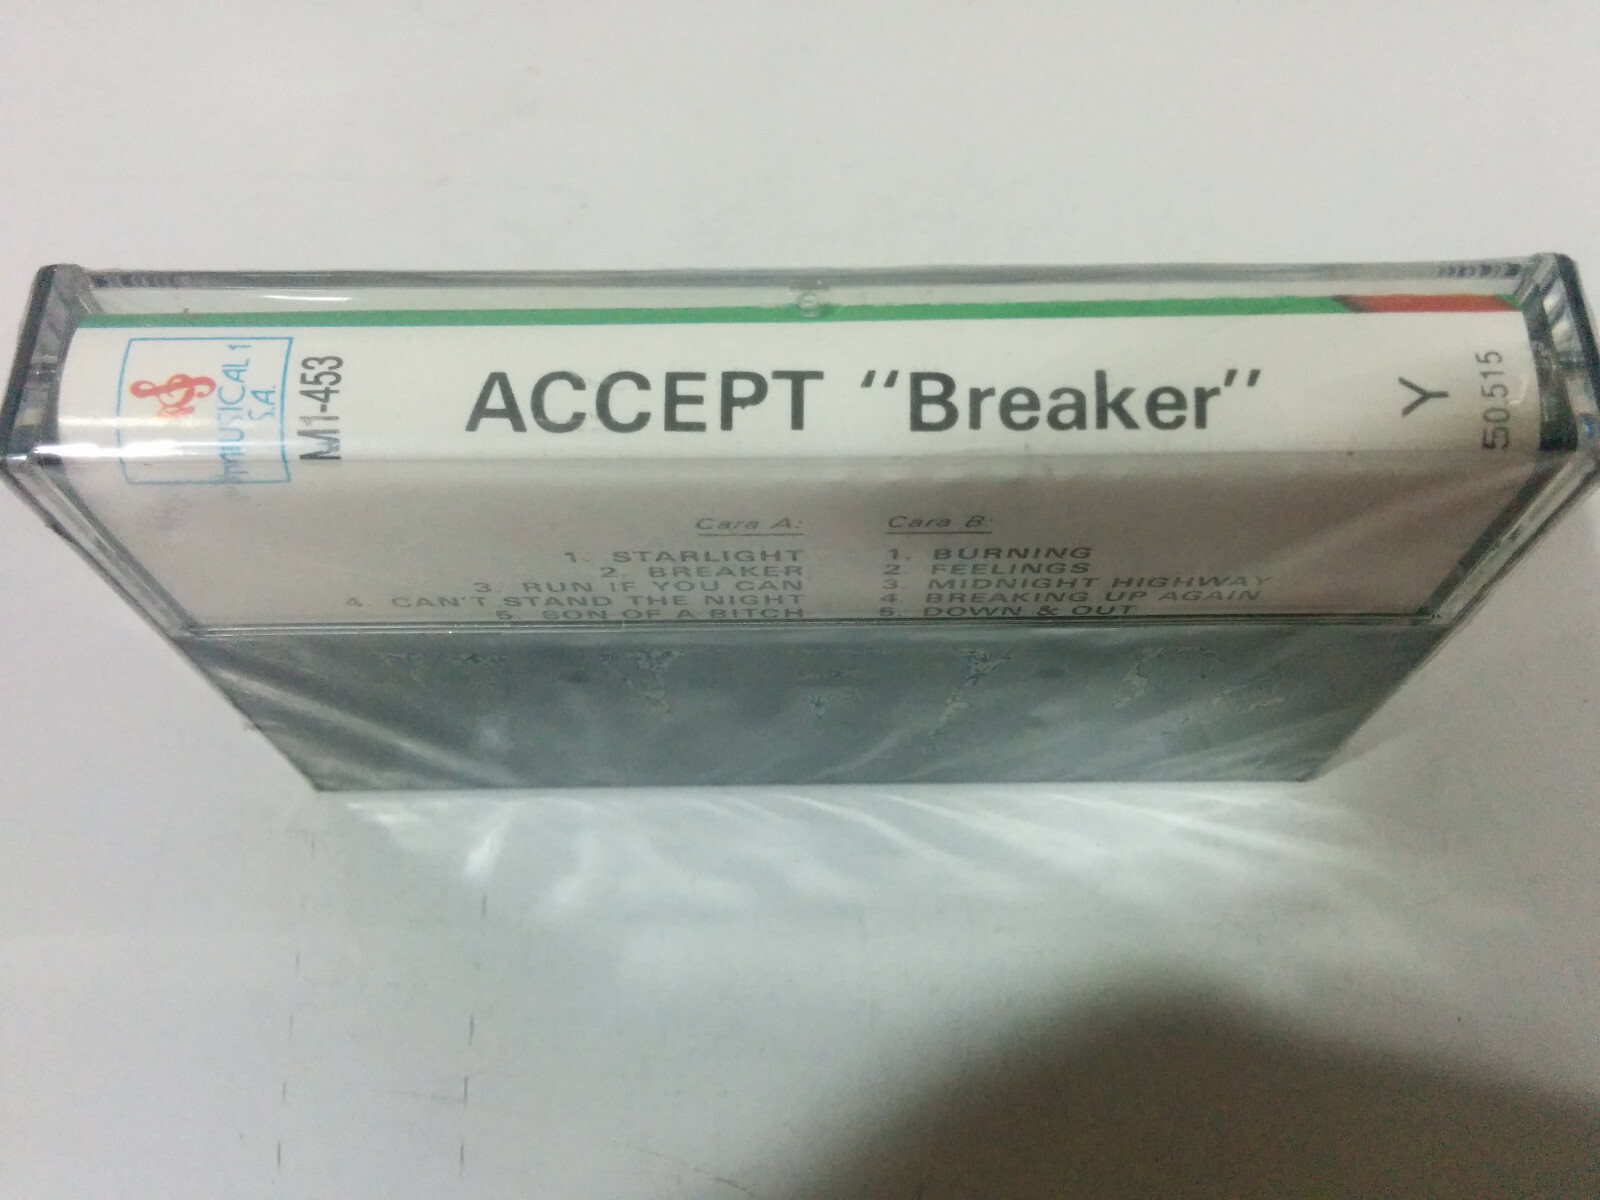 MUSICAL 1
S.A.
M1-453
ACCEPT "Breaker"
Y
50.515
Cara A:
1. STARLIGHT
2. BREAKER
3. RUN IF YOU CAN
4. CAN'T STAND THE NIGHT
5. SON OF A BITCH
Cara B:
1. BURNING
2. FEELINGS
3. MIDNIGHT HIGHWAY
4. BREAKING UP AGAIN
5. DOWN & OUT